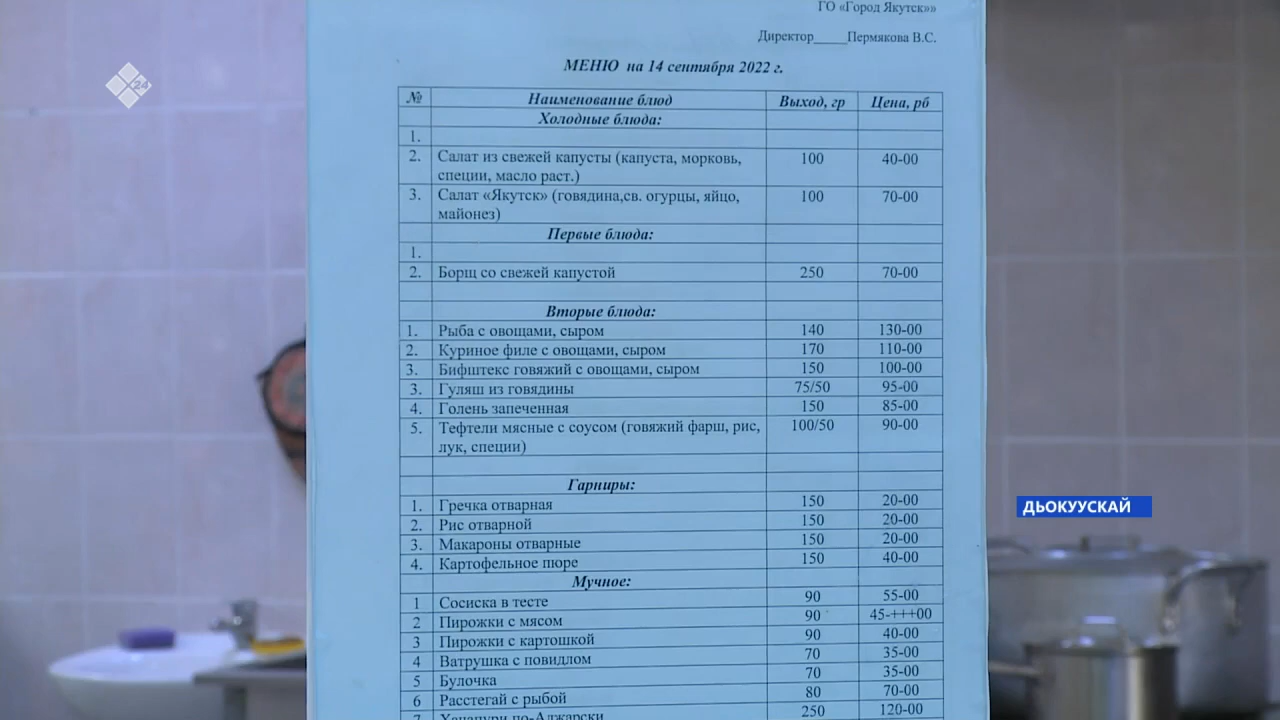 ГО «Город Якутск»»
Директор_____Пермякова В.С.
МЕНЮ на 14 сентября 2022 г.
№ Наименование блюд Выход, гр Цена, рб
Холодные блюда:
1.
2. Салат из свежей капусты (капуста, морковь, 100 40-00
специи, масло раст.)
3. Салат «Якутск» (говядина,св. огурцы, яйцо, 100 70-00
майонез)
Первые блюда:
1.
2. Борщ со свежей капустой 250 70-00
Вторые блюда:
1. Рыба с овощами, сыром 140 130-00
2. Куриное филе с овощами, сыром 170 110-00
3. Бифштекс говяжий с овощами, сыром 150 100-00
3. Гуляш из говядины 75/50 95-00
4. Голень запеченная 150 85-00
5. Тефтели мясные с соусом (говяжий фарш, рис, 100/50 90-00
лук, специи)
Гарниры:
1. Гречка отварная 150 20-00
2. Рис отварной 150 20-00
3. Макароны отварные 150 20-00
4. Картофельное пюре 150 40-00
Мучное:
1 Сосиска в тесте 90 55-00
2 Пирожки с мясом 90 45-+++00
3 Пирожки с картошкой 90 40-00
4 Ватрушка с повидлом 70 35-00
5 Булочка 70 35-00
6 Расстегай с рыбой 80 70-00
7 Хачапури по-Аджарски 250 120-00
Х24
ДЬОКУУСКАЙ